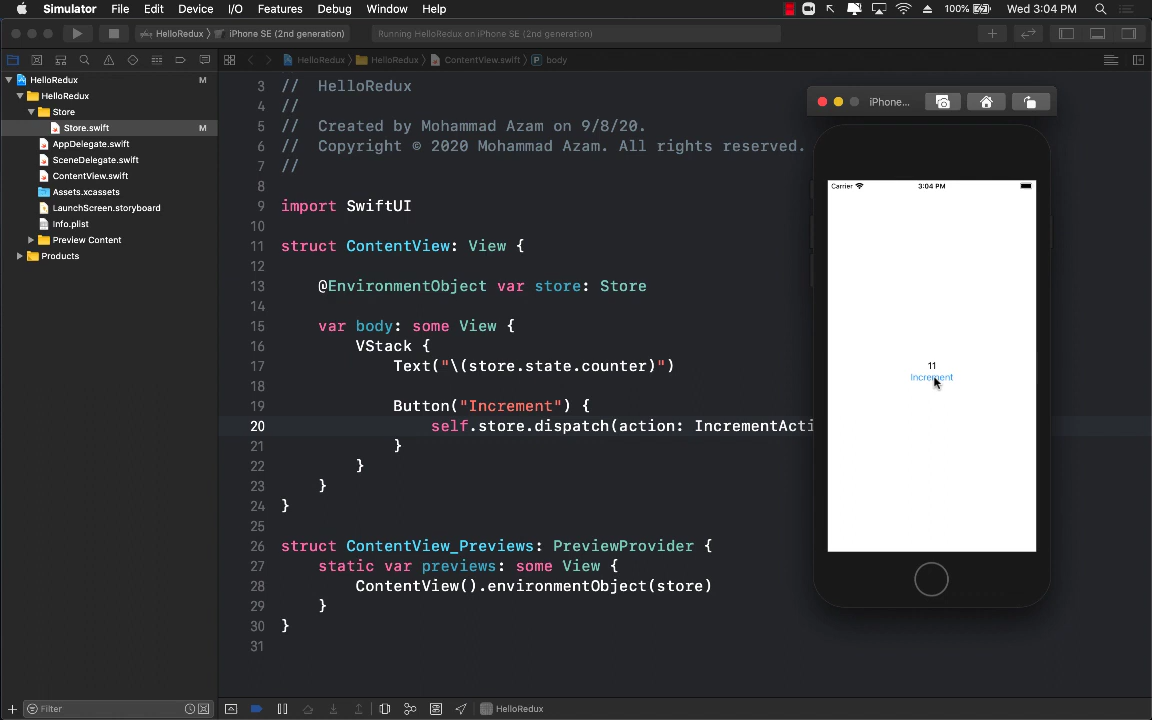 Simulator File Edit Device I/O Features Debug Window Help 100% Wed 3:04 PM
HelloRedux iPhone SE (2nd generation) Running HelloRedux on iPhone SE (2nd generation)
HelloRedux HelloRedux ContentView.swift P body
HelloRedux M
HelloRedux
Store
Store.swift M
AppDelegate.swift
SceneDelegate.swift
ContentView.swift
Assets.xcassets
LaunchScreen.storyboard
Info.plist
Preview Content
Products
3 // HelloRedux
4 //
5 // Created by Mohammad Azam on 9/8/20.
6 // Copyright © 2020 Mohammad Azam. All rights reserved.
7 //
8
9 import SwiftUI
10
11 struct ContentView: View {
12
13 @EnvironmentObject var store: Store
14
15 var body: some View {
16 VStack {
17 Text("\(store.state.counter)")
18
19 Button("Increment") {
20 self.store.dispatch(action: IncrementActi
21 }
22 }
23 }
24 }
25
26 struct ContentView_Previews: PreviewProvider {
27 static var previews: some View {
28 ContentView().environmentObject(store)
29 }
30 }
31
iPhone...
Carrier 3:04 PM
11
Increment
Filter
HelloRedux